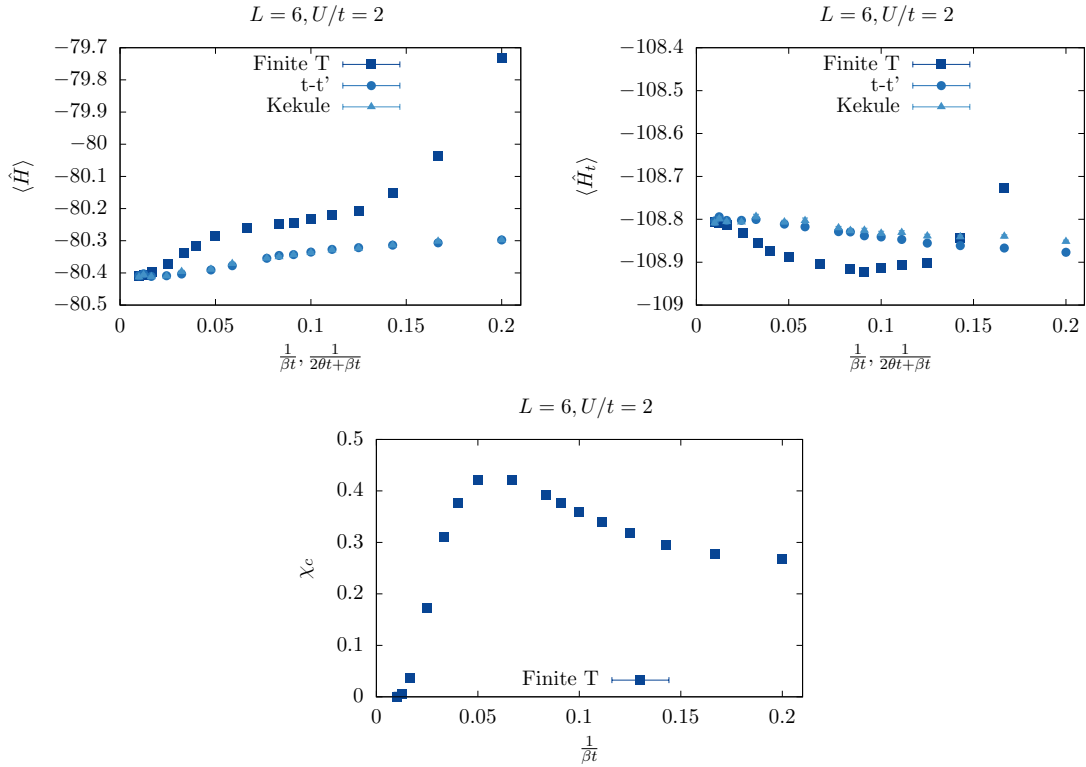 L = 6, U/t = 2
−79.7
−79.8
−79.9
−80
−80.1
−80.2
−80.3
−80.4
−80.5
⟨Ĥ⟩
Finite T
t-t'
Kekule
0 0.05 0.1 0.15 0.2
1/βt, 1/(2θt+βt)
L = 6, U/t = 2
−108.4
−108.5
−108.6
−108.7
−108.8
−108.9
−109
⟨Ĥ_t⟩
Finite T
t-t'
Kekule
0 0.05 0.1 0.15 0.2
1/βt, 1/(2θt+βt)
L = 6, U/t = 2
0.5
0.4
0.3
0.2
0.1
0
χ_c
Finite T
0 0.05 0.1 0.15 0.2
1/βt